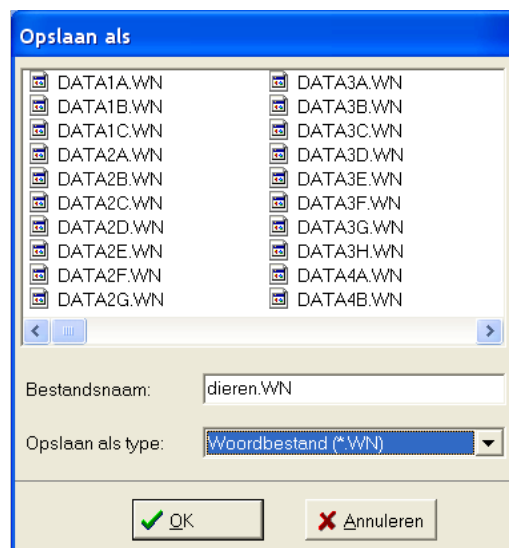 Opslaan als
DATA1A.WN
DATA1B.WN
DATA1C.WN
DATA2A.WN
DATA2B.WN
DATA2C.WN
DATA2D.WN
DATA2E.WN
DATA2F.WN
DATA2G.WN
DATA3A.WN
DATA3B.WN
DATA3C.WN
DATA3D.WN
DATA3E.WN
DATA3F.WN
DATA3G.WN
DATA3H.WN
DATA4A.WN
DATA4B.WN
Bestandsnaam: dieren.WN
Opslaan als type: Woordbestand (*.WN)
OK Annuleren